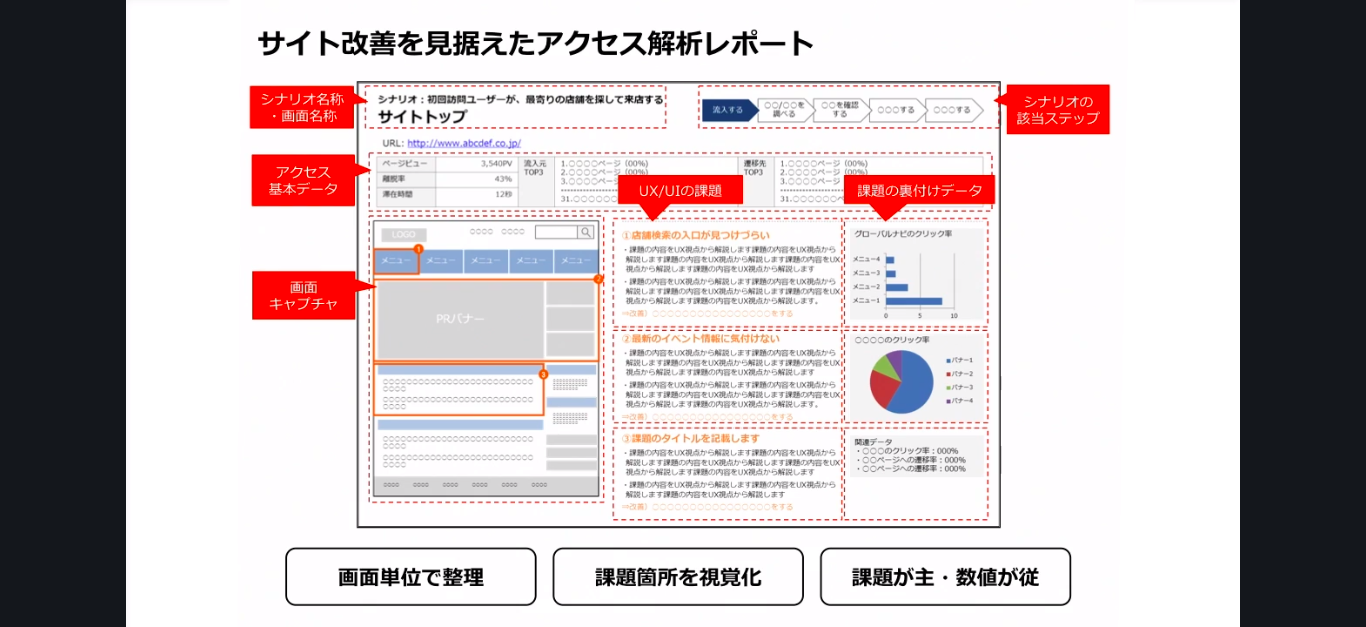 サイト改善を見据えたアクセス解析レポート
シナリオ名称
・画面名称
シナリオ：初回訪問ユーザーが、最寄りの店舗を探して来店する
サイトトップ
流入する
○○/○○を
調べる
○○を確認
する
○○する
○○する
シナリオの
該当ステップ
URL: http://www.abcdef.co.jp/
アクセス
基本データ
ページビュー 3,540PV
離脱率 43%
滞在時間 12秒
流入元
TOP3
1.○○○○ページ（00%）
2.○○○○ページ（00%）
3.○○○○ページ
31.○○○○○
遷移先
TOP3
1.○○○○ページ（00%）
2.○○○○ページ（00%）
3.○○○○ページ
31.○○○○○
UX/UIの課題
課題の裏付けデータ
画面
キャプチャ
LOGO
○○○○ ○○○○
1
メニュー メニュー メニュー メニュー メニュー
2
PRバナー
3
○○○○ ○○○○ ○○○○ ○○○○ ○○○○ ○○○○
①店舗検索の入口が見つけづらい
・課題の内容をUX視点から解説します課題の内容をUX視点から
解説します課題の内容をUX視点から解説します課題の内容をUX
視点から解説します課題の内容をUX視点から解説します
・課題の内容をUX視点から解説します課題の内容をUX視点から
解説します課題の内容をUX視点から解説します課題の内容をUX
視点から解説します課題の内容をUX視点から解説します。
⇒改善）○○○○○○○○○○○○○○○○をする
②最新のイベント情報に気付けない
・課題の内容をUX視点から解説します課題の内容をUX視点から
解説します課題の内容をUX視点から解説します課題の内容をUX
視点から解説します課題の内容をUX視点から解説します
・課題の内容をUX視点から解説します課題の内容をUX視点から
解説します課題の内容をUX視点から解説します課題の内容をUX
視点から解説します課題の内容をUX視点から解説します。
⇒改善）○○○○○○○○○○○○○○○○をする
③課題のタイトルを記載します
・課題の内容をUX視点から解説します課題の内容をUX視点から
解説します課題の内容をUX視点から解説します課題の内容をUX
視点から解説します課題の内容をUX視点から解説します
・課題の内容をUX視点から解説します課題の内容をUX視点から
解説します課題の内容をUX視点から解説します
⇒改善）○○○○○○○○○○○○○○○○をする
グローバルナビのクリック率
メニュー4
メニュー3
メニュー2
メニュー1
0 5 10
○○○○のクリック率
バナー1
バナー2
バナー3
バナー4
関連データ
・○○○のクリック率：000%
・○○ページへの遷移率：000%
・○○ページへの遷移率：000%
画面単位で整理
課題箇所を視覚化
課題が主・数値が従